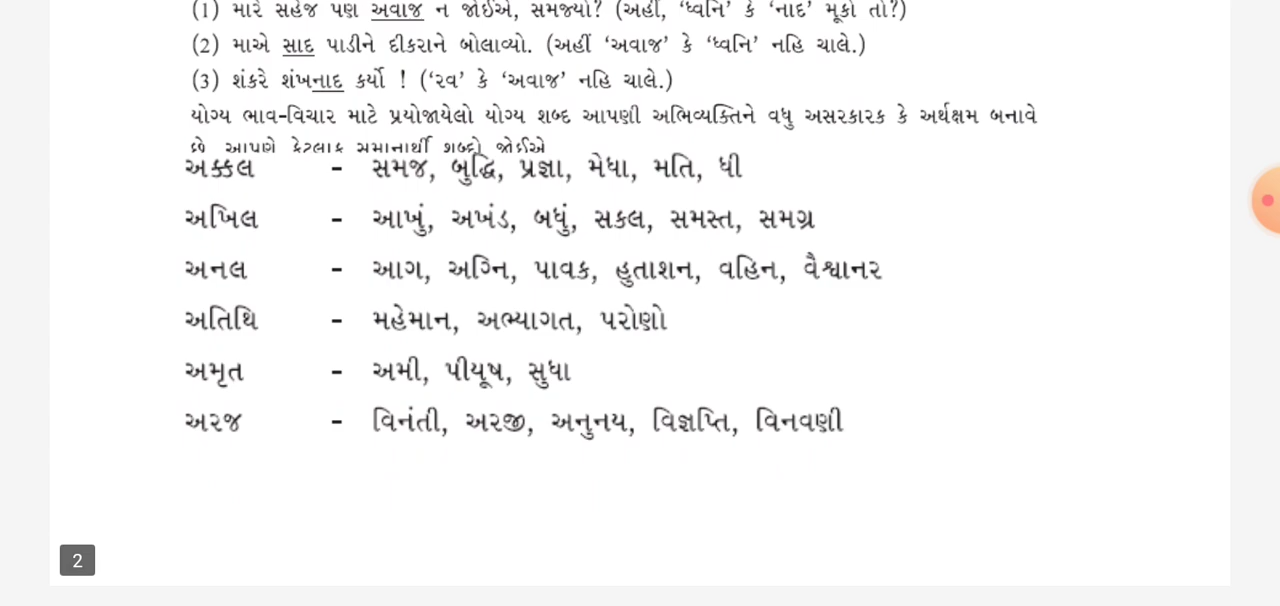 (1) મારે સહેજ પણ અવાજ ન જોઈએ, સમજ્યો? (અહીં, ‘ધ્વનિ’ કે ‘નાદ’ મૂકો તો?)
(2) માએ સાદ પાડીને દીકરાને બોલાવ્યો. (અહીં ‘અવાજ’ કે ‘ધ્વનિ’ નહિ ચાલે.)
(3) શંકરે શંખનાદ કર્યો ! (‘રવ’ કે ‘અવાજ’ નહિ ચાલે.)
યોગ્ય ભાવ-વિચાર માટે પ્રયોજાયેલો યોગ્ય શબ્દ આપણી અભિવ્યક્તિને વધુ અસરકારક કે અર્થક્ષમ બનાવે
છે. આપણે કેટલાક સમાનાર્થી શબ્દો જોઈએ
અક્કલ - સમજ, બુદ્ધિ, પ્રજ્ઞા, મેધા, મતિ, ધી
અખિલ - આખું, અખંડ, બધું, સકલ, સમસ્ત, સમગ્ર
અનલ - આગ, અગ્નિ, પાવક, હુતાશન, વહિન, વૈશ્વાનર
અતિથિ - મહેમાન, અભ્યાગત, પરોણો
અમૃત - અમી, પીયૂષ, સુધા
અરજ - વિનંતી, અરજી, અનુનય, વિજ્ઞપ્તિ, વિનવણી
2